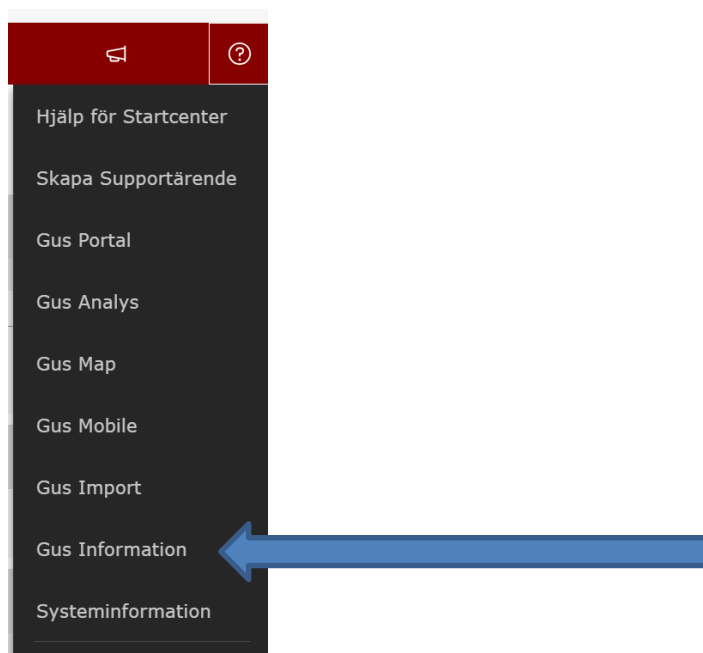 Hjälp för Startcenter
Skapa Supportärende
Gus Portal
Gus Analys
Gus Map
Gus Mobile
Gus Import
Gus Information
Systeminformation